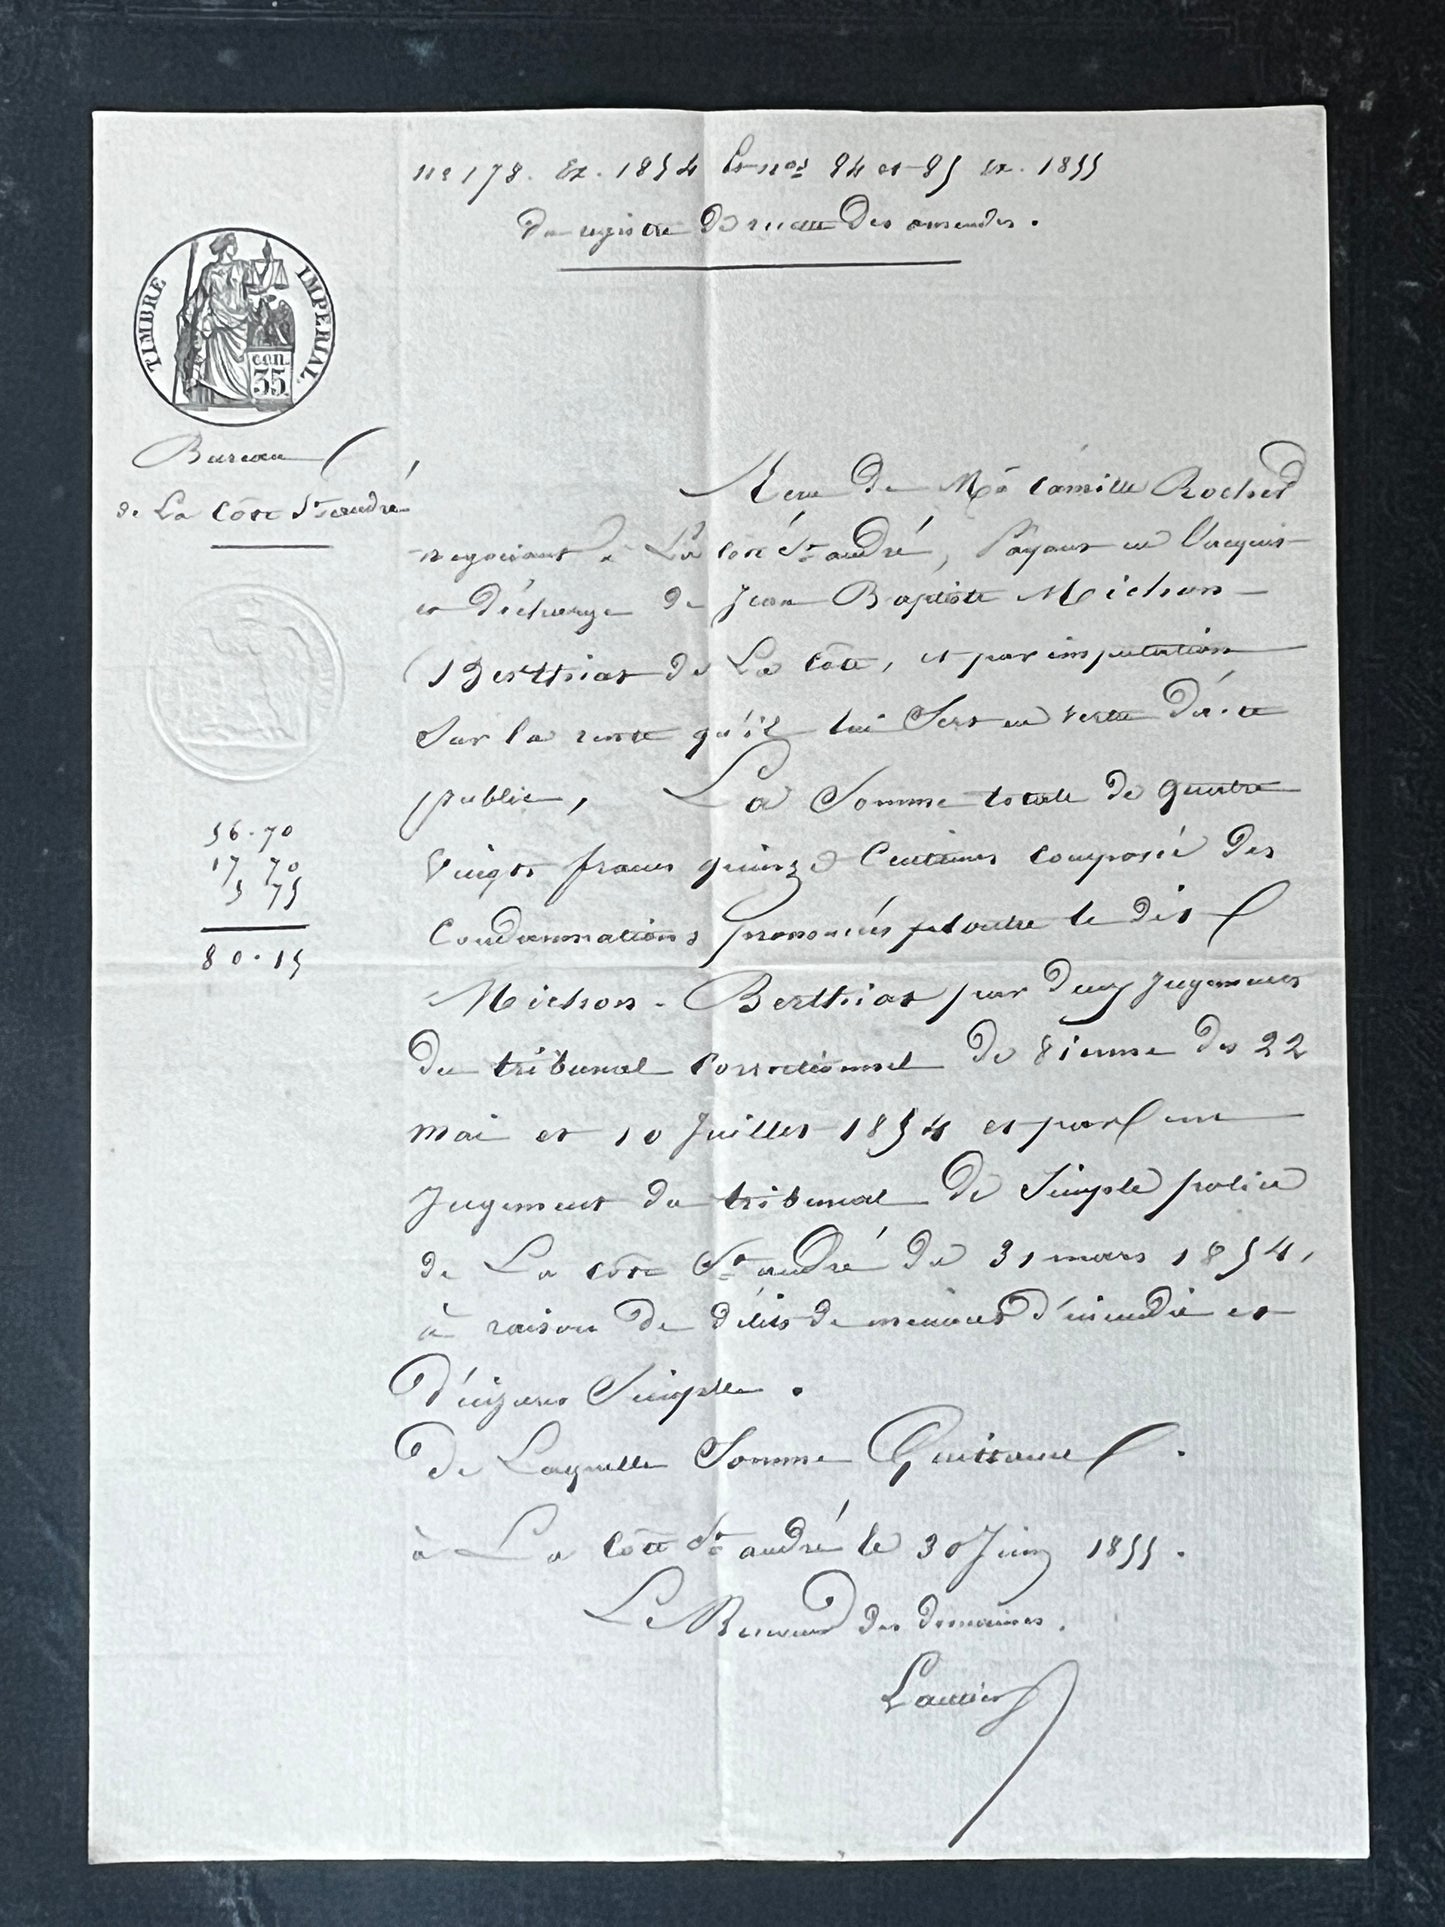 nos 178. ex. 1854 et nos 84 et 85 ex. 1855
du registre de recette des amendes.
TIMBRE IMPERIAL.
cen.
35
Bureau
de La Côte St andré
Reçu de Mr Camille Rocher
negociant à La Côte St andré, Payant en l'acquis
et décharge de Jean Baptiste Michon
Berthiat de La Côte, et par imputation
Sur la rente qu'il lui Sert en vertu d'acte
public, La Somme totale de quatre
Vingts francs quinze Centimes composée des
Condamnations prononcées contre le dit
Michon-Berthiat par deux Jugements
du tribunal Correctionnel de Vienne des 22
mai et 10 Juillet 1854 et par un
Jugement du tribunal de Simple police
de La Côte St andré du 31 mars 1854,
à raison de délits de menaces d'incendie et
d'injures Simples.
De Laquelle Somme Quittance.
à La Côte St andré le 30 Juin 1855.
Le Receveur des domaines.
56.70
17 70
5 75
80.15